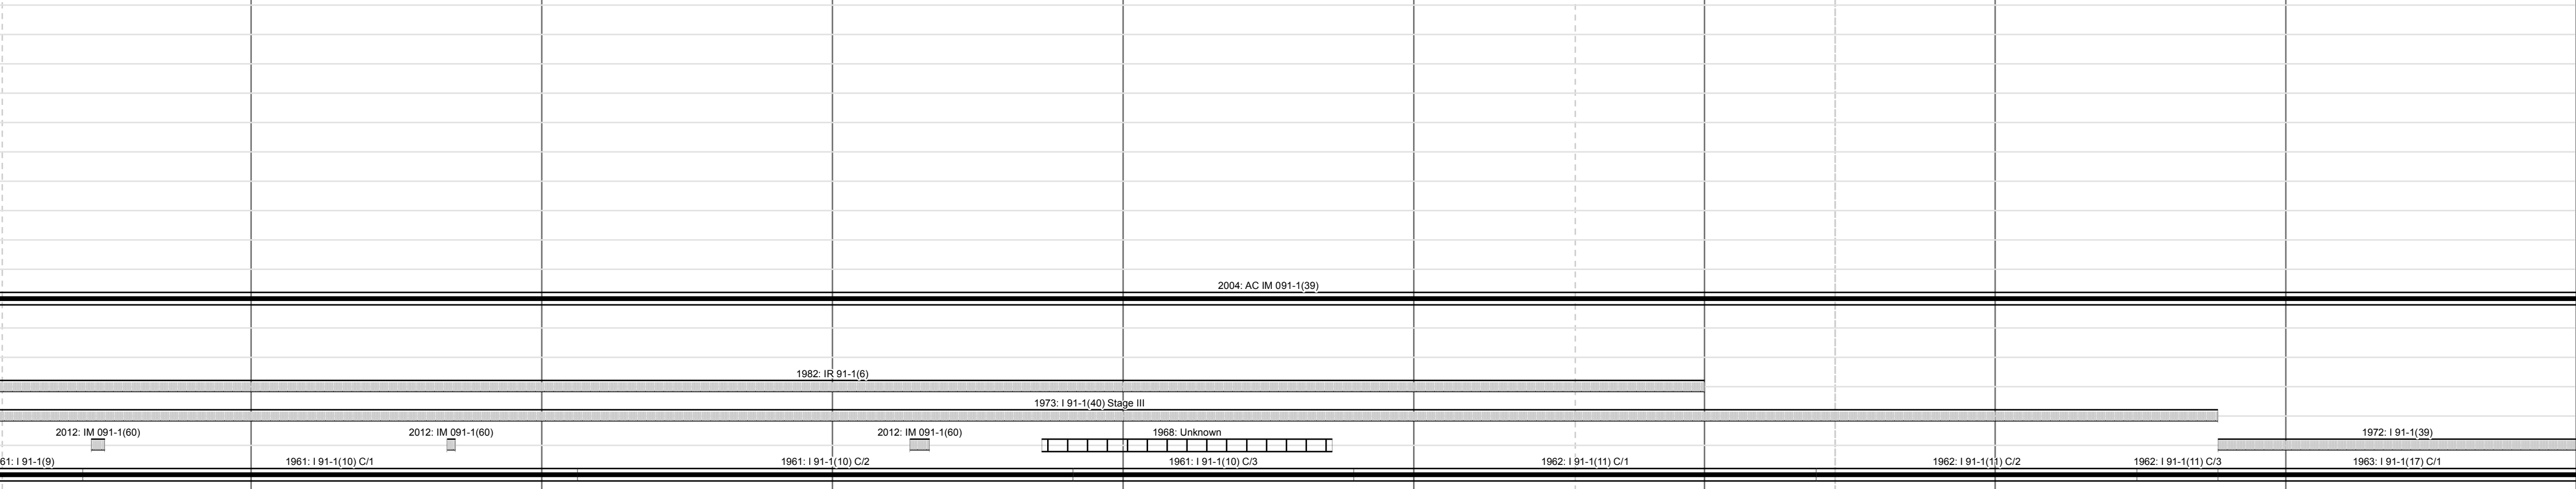 2004: AC IM 091-1(39)
1982: IR 91-1(6)
1973: I 91-1(40) Stage III
2012: IM 091-1(60)
2012: IM 091-1(60)
2012: IM 091-1(60)
1968: Unknown
1972: I 91-1(39)
61: I 91-1(9)
1961: I 91-1(10) C/1
1961: I 91-1(10) C/2
1961: I 91-1(10) C/3
1962: I 91-1(11) C/1
1962: I 91-1(11) C/2
1962: I 91-1(11) C/3
1963: I 91-1(17) C/1